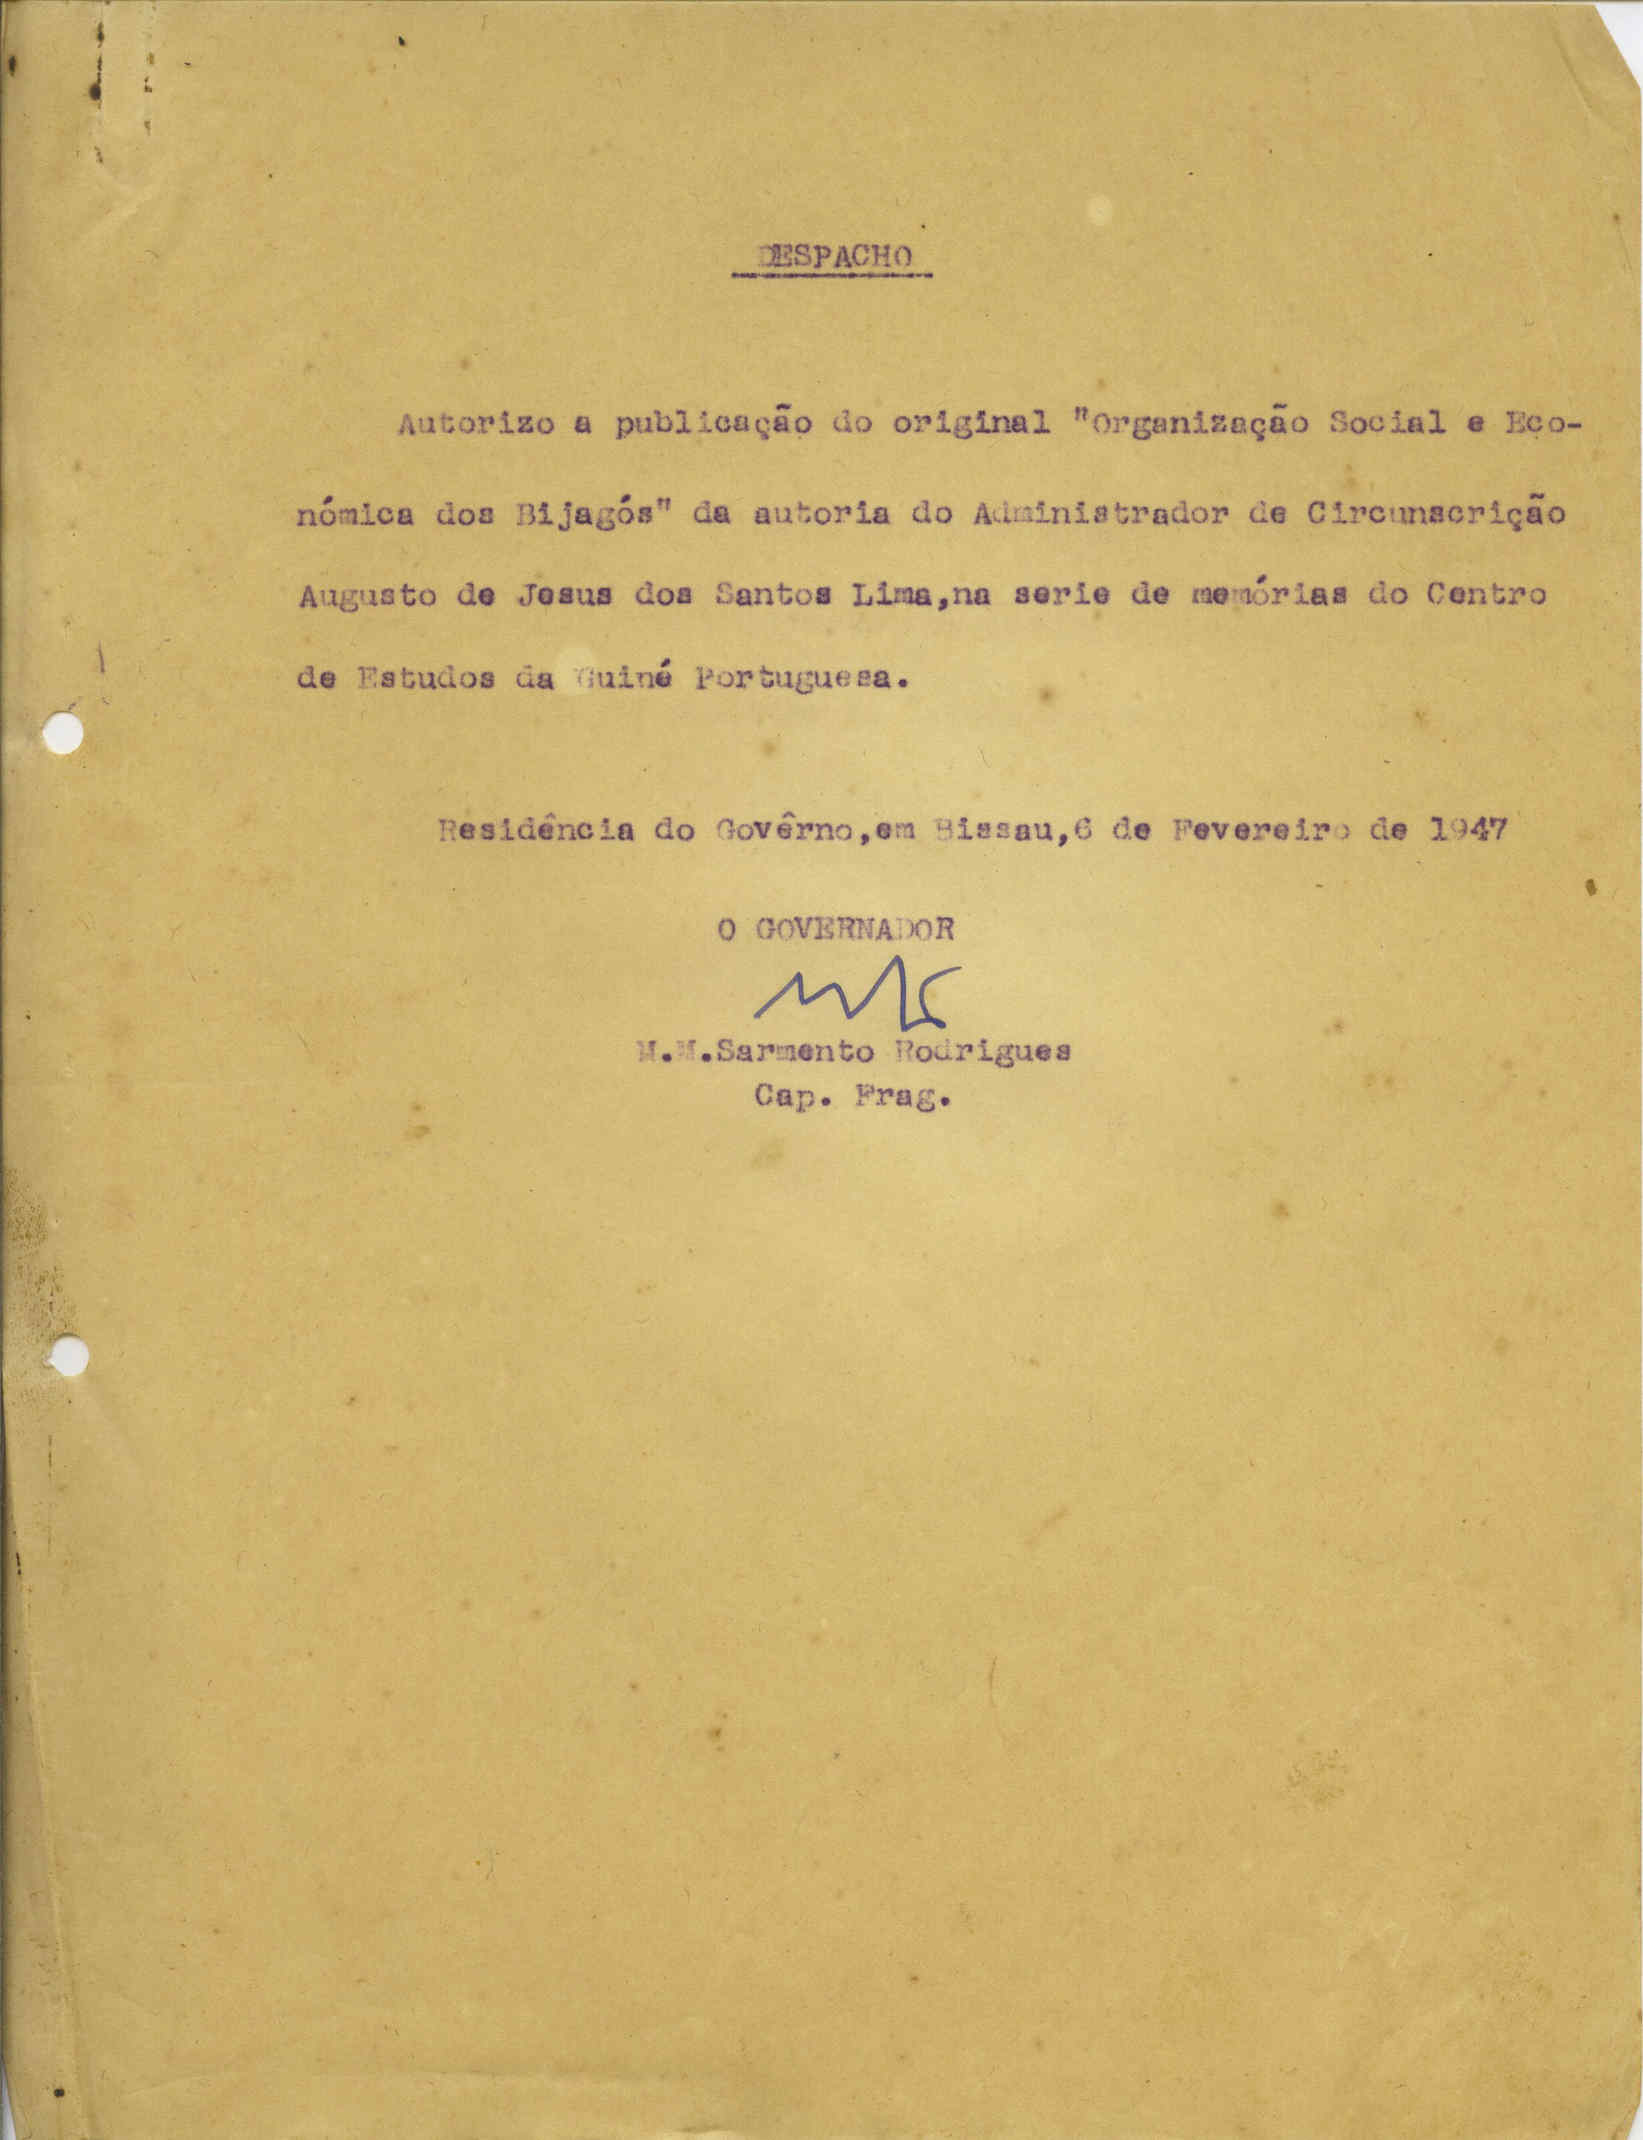 DESPACHO
Autorizo a publicação do original "Organização Social e Eco-
nómica dos Bijagós" da autoria do Administrador de Circunscrição
Augusto de Jesus dos Santos Lima,na serie de memórias do Centro
de Estudos da Guiné Portuguesa.
Residência do Govêrno,em Bissau,6 de Fevereiro de 1947
O GOVERNADOR
M.M.Sarmento Rodrigues
Cap. Frag.